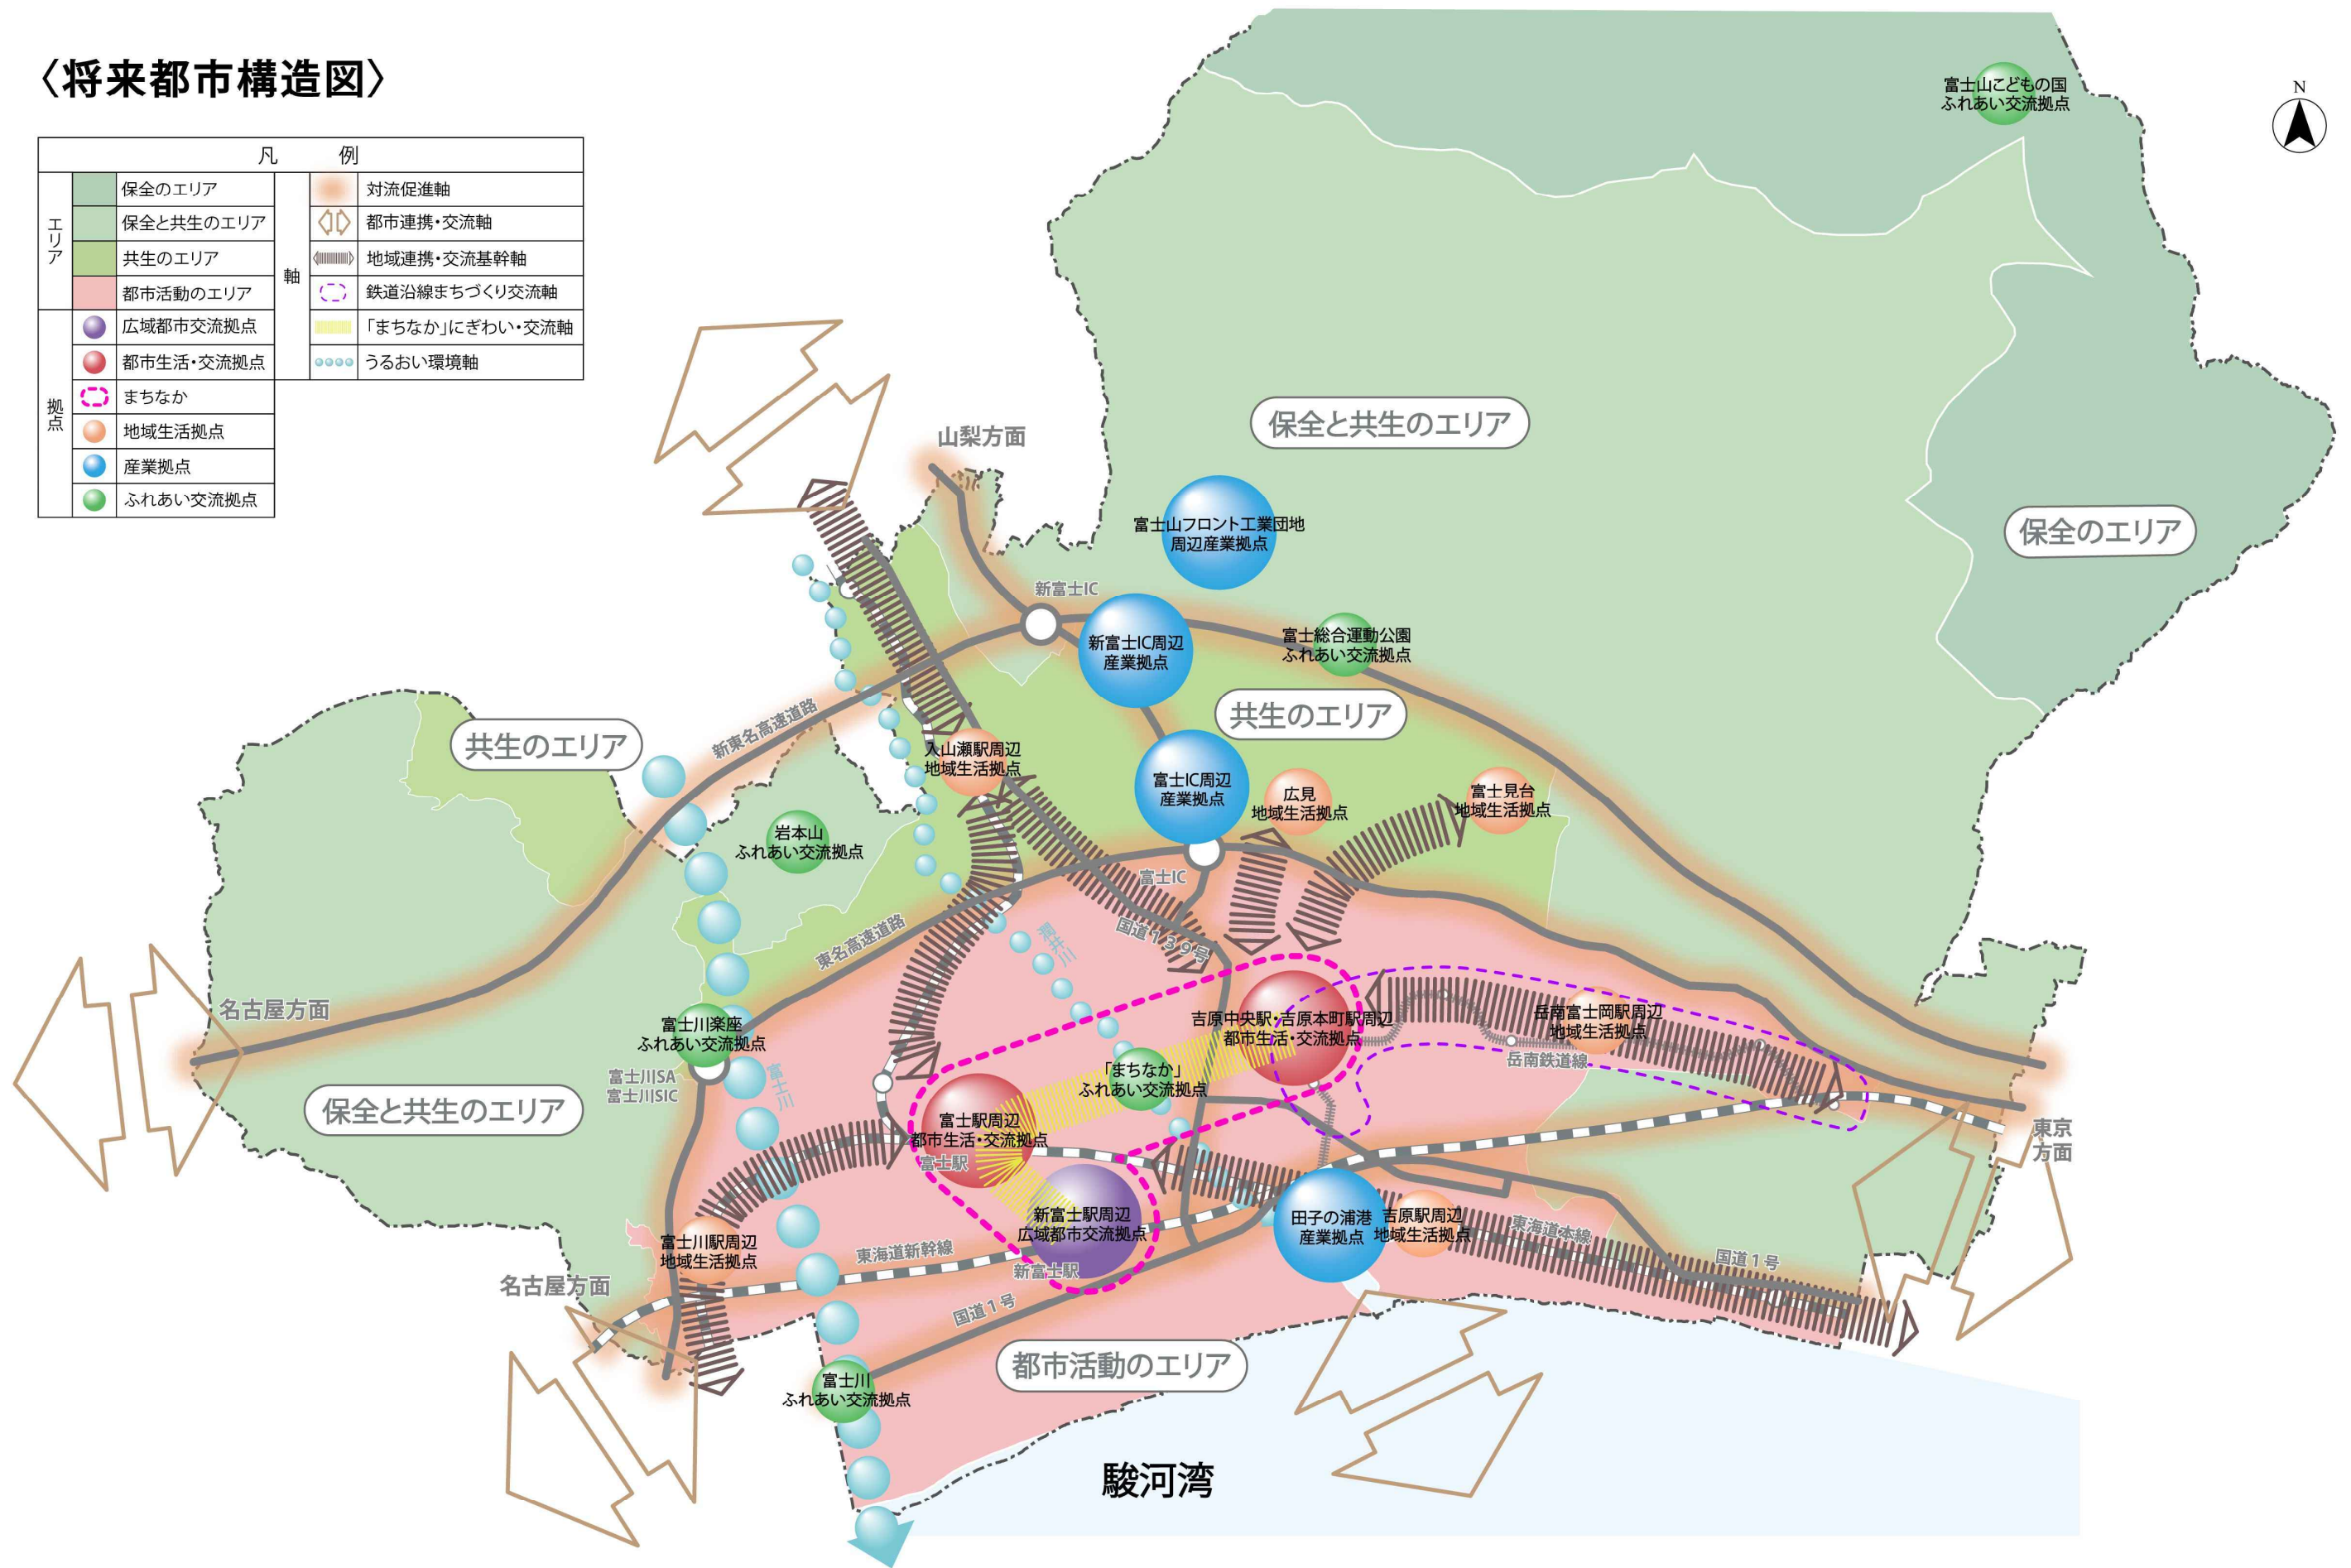 〈将来都市構造図〉
凡　例
エリア
保全のエリア
保全と共生のエリア
共生のエリア
都市活動のエリア
拠点
広域都市交流拠点
都市生活・交流拠点
まちなか
地域生活拠点
産業拠点
ふれあい交流拠点
軸
対流促進軸
都市連携・交流軸
地域連携・交流基幹軸
鉄道沿線まちづくり交流軸
「まちなか」にぎわい・交流軸
うるおい環境軸
N
富士山こどもの国
ふれあい交流拠点
山梨方面
保全と共生のエリア
富士山フロント工業団地
周辺産業拠点
保全のエリア
新富士IC
新富士IC周辺
産業拠点
富士総合運動公園
ふれあい交流拠点
共生のエリア
共生のエリア
新東名高速道路
入山瀬駅周辺
地域生活拠点
富士IC周辺
産業拠点
広見
地域生活拠点
富士見台
地域生活拠点
岩本山
ふれあい交流拠点
富士IC
東名高速道路
潤井川
国道139号
名古屋方面
富士川楽座
ふれあい交流拠点
吉原中央駅・吉原本町駅周辺
都市生活・交流拠点
岳南富士岡駅周辺
地域生活拠点
岳南鉄道線
富士川SA
富士川SIC
富士川
「まちなか」
ふれあい交流拠点
保全と共生のエリア
富士駅周辺
都市生活・交流拠点
富士駅
東京
方面
新富士駅周辺
広域都市交流拠点
新富士駅
田子の浦港
産業拠点
吉原駅周辺
地域生活拠点
東海道本線
国道1号
富士川駅周辺
地域生活拠点
東海道新幹線
名古屋方面
国道1号
都市活動のエリア
富士川
ふれあい交流拠点
駿河湾